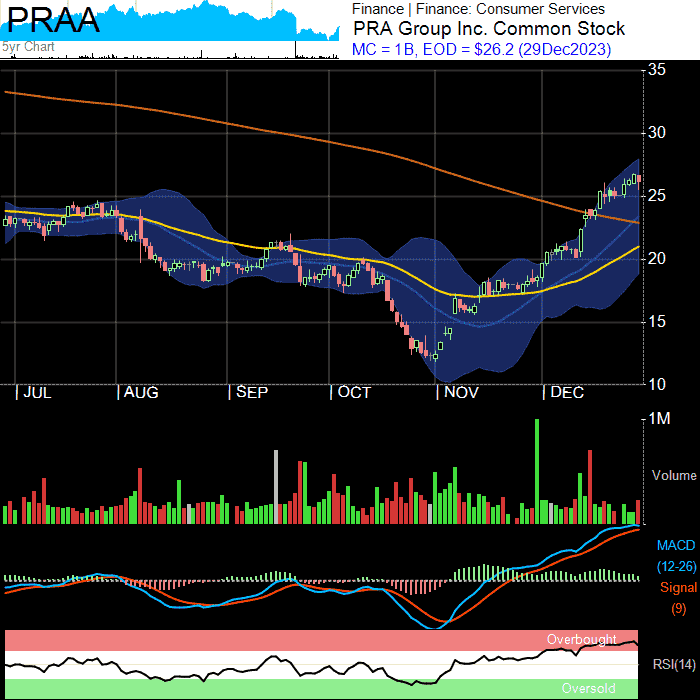 PRAA
5yr Chart
Finance | Finance: Consumer Services
PRA Group Inc. Common Stock
MC = 1B, EOD = $26.2 (29Dec2023)
35
30
25
20
15
10
JUL AUG SEP OCT NOV DEC
1M
Volume
MACD
(12-26)
Signal
(9)
Overbought
RSI(14)
Oversold